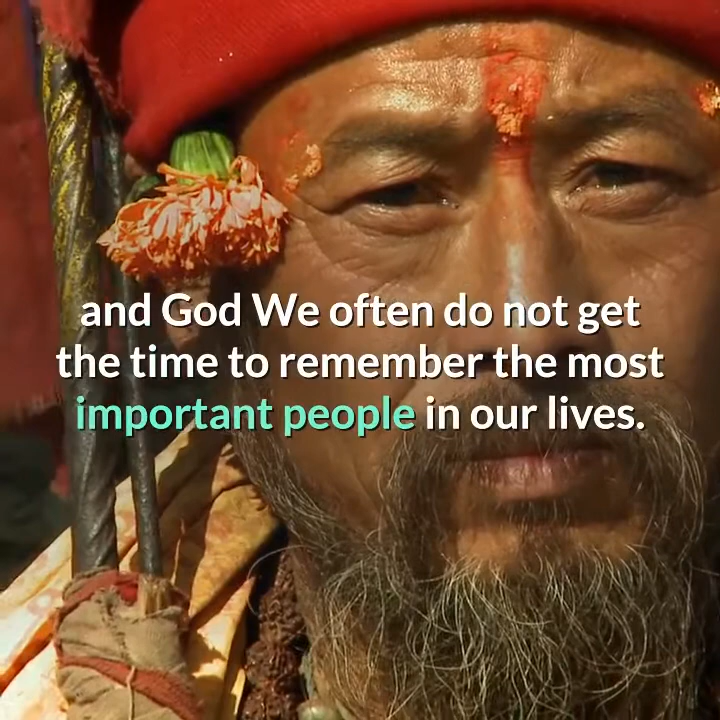 and God We often do not get
the time to remember the most
important people in our lives.